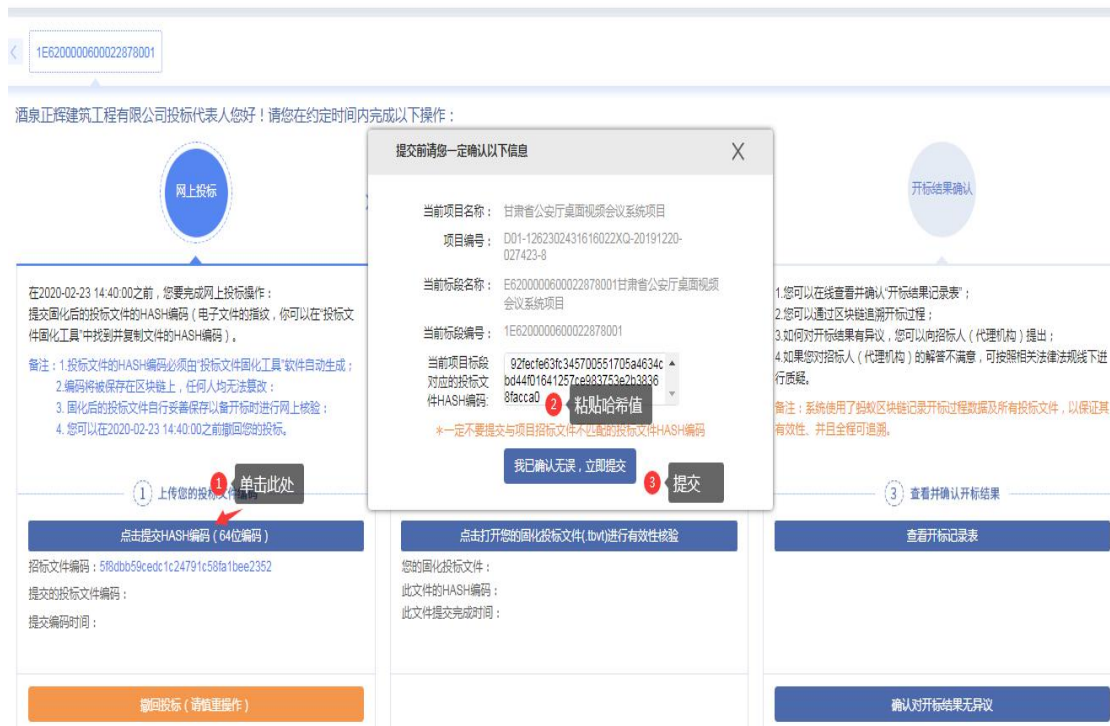 1E6200000600022878001
酒泉正辉建筑工程有限公司投标代表人您好！请您在约定时间内完成以下操作：
网上投标
在2020-02-23 14:40:00之前，您要完成网上投标操作：
提交固化后的投标文件的HASH编码（电子文件的指纹，你可以在“投标文
件固化工具”中找到并复制文件的HASH编码）。
备注：1.投标文件的HASH编码必须由“投标文件固化工具”软件自动生成；
2.编码将被保存在区块链上，任何人均无法篡改；
3. 固化后的投标文件自行妥善保存以备开标时进行网上核验；
4. 您可以在2020-02-23 14:40:00之前撤回您的投标。
1 上传您的投标文件编码
1 单击此处
点击提交HASH编码（64位编码）
招标文件编码：5f8dbb59cedc1c24791c58fa1bee2352
提交的投标文件编码：
提交编码时间：
撤回投标（请慎重操作）
提交前请您一定确认以下信息
X
当前项目名称： 甘肃省公安厅桌面视频会议系统项目
项目编号： D01-1262302431616022XQ-20191220-
027423-8
当前标段名称： E6200000600022878001甘肃省公安厅桌面视频
会议系统项目
当前标段编号： 1E6200000600022878001
当前项目标段
对应的投标文
件HASH编码:
92fecfe63fc345700551705a4634c
bd44f01641257ce983753e2b3836
8facca0
2 粘贴哈希值
*一定不要提交与项目招标文件不匹配的投标文件HASH编码
我已确认无误，立即提交
3 提交
点击打开您的固化投标文件(.tbvt)进行有效性核验
您的固化投标文件：
此文件的HASH编码：
此文件提交完成时间：
开标结果确认
1.您可以在线查看并确认“开标结果记录表”；
2.您可以通过区块链追溯开标过程；
3.如何对开标结果有异议，您可以向招标人（代理机构）提出；
4.如果您对招标人（代理机构）的解答不满意，可按照相关法律法规线下进
行质疑。
备注：系统使用了蚂蚁区块链记录开标过程数据及所有投标文件，以保证其
有效性、并且全程可追溯。
3 查看并确认开标结果
查看开标记录表
确认对开标结果无异议